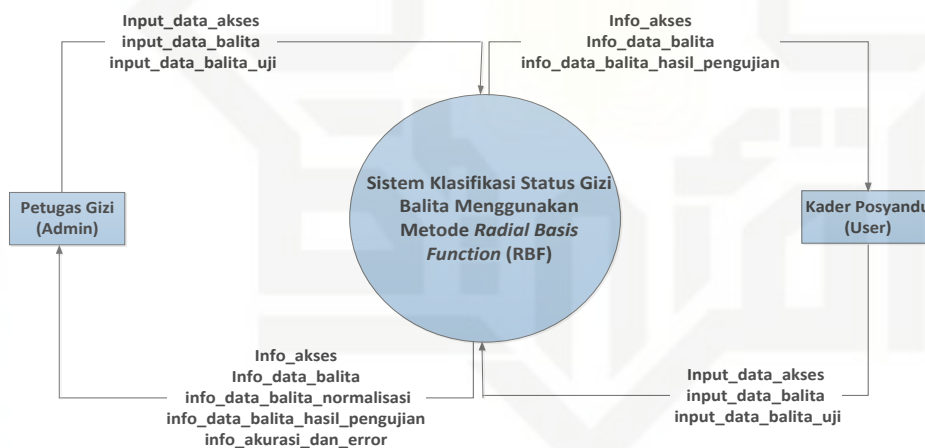 Input_data_akses
input_data_balita
input_data_balita_uji
Info_akses
Info_data_balita
info_data_balita_hasil_pengujian
Petugas Gizi
(Admin)
Sistem Klasifikasi Status Gizi
Balita Menggunakan
Metode Radial Basis
Function (RBF)
Kader Posyandu
(User)
Info_akses
Info_data_balita
info_data_balita_normalisasi
info_data_balita_hasil_pengujian
info_akurasi_dan_error
Input_data_akses
input_data_balita
input_data_balita_uji